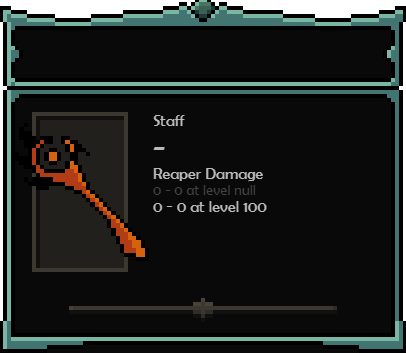 Staff
–
Reaper Damage
0 - 0 at level null
0 - 0 at level 100